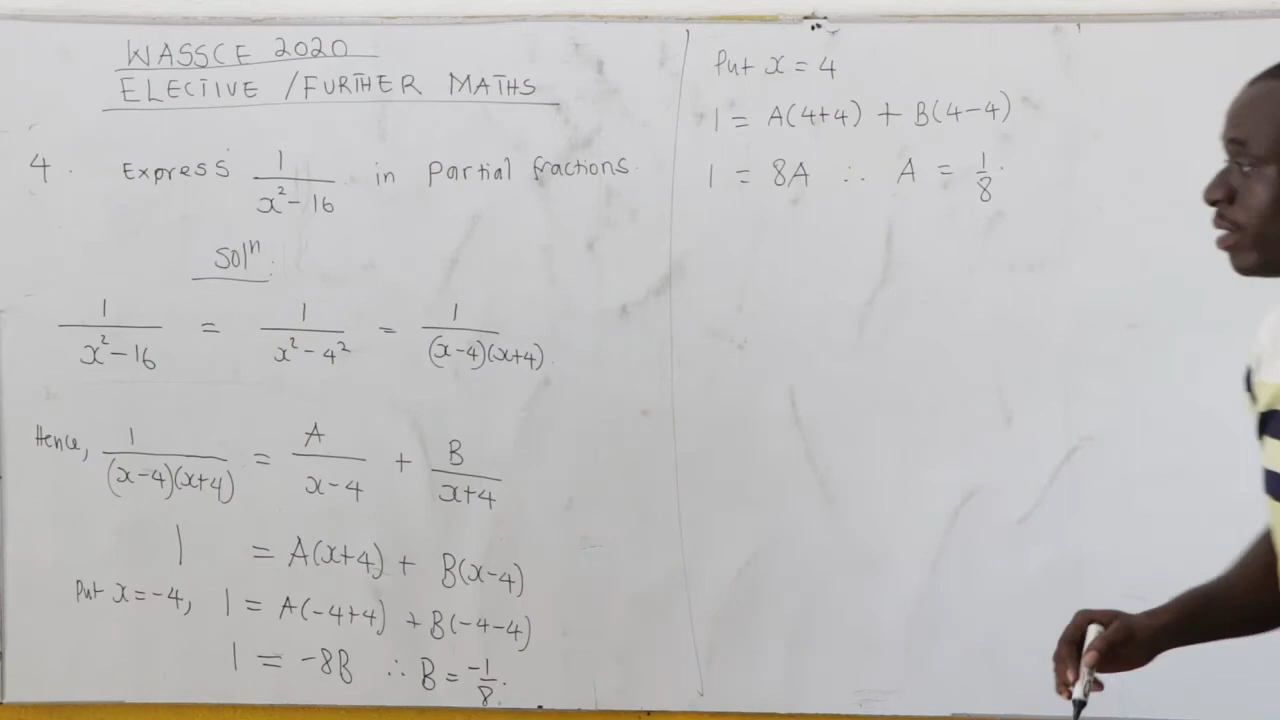 WASSCE 2020
ELECTIVE /FURTHER MATHS
4. Express 1/(x²-16) in Partial fractions.
Solⁿ:
1/(x²-16) = 1/(x²-4²) = 1/((x-4)(x+4))
Hence, 1/((x-4)(x+4)) = A/(x-4) + B/(x+4)
1 = A(x+4) + B(x-4)
Put x=-4, 1 = A(-4+4) + B(-4-4)
1 = -8B ∴ B = -1/8.
Put x = 4
1 = A(4+4) + B(4-4)
1 = 8A ∴ A = 1/8.